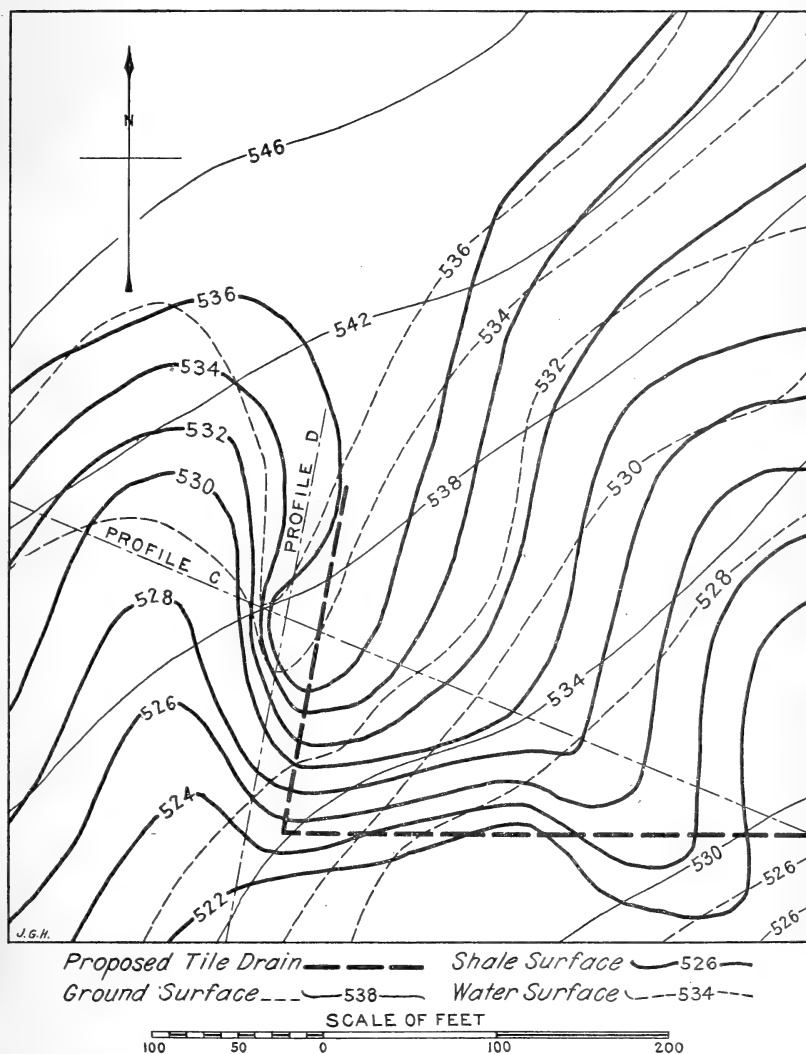 N
546
536
536
542
534
534
532
532
PROFILE D
530
538
530
PROFILE C
528
528
526
534
524
530
526
522
526
J.G.H.
Proposed Tile Drain Shale Surface 526
Ground Surface 538 Water Surface 534
SCALE OF FEET
100 50 0 100 200